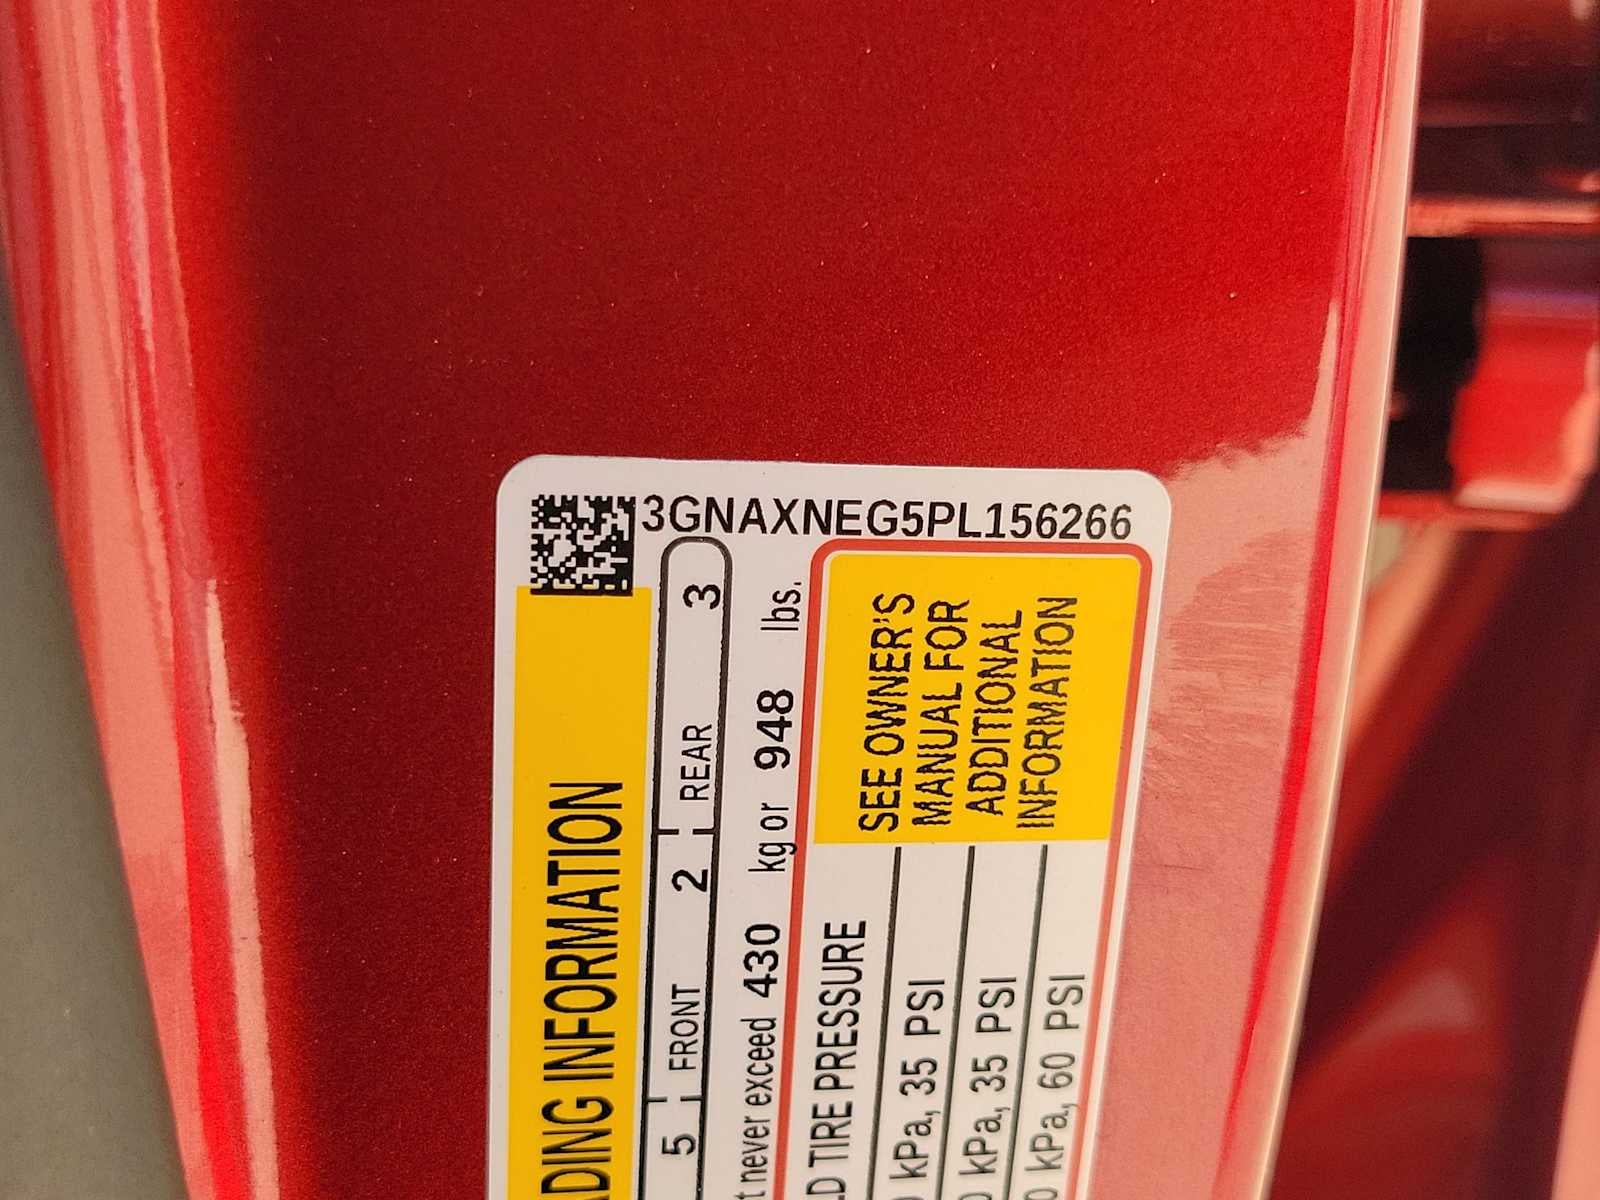 3GNAXNEG5PL156266
ADING INFORMATION
5 FRONT 2 REAR 3
never exceed 430 kg or 948 lbs.
TIRE PRESSURE
kPa, 35 PSI
kPa, 35 PSI
kPa, 60 PSI
SEE OWNER'S
MANUAL FOR
ADDITIONAL
INFORMATION